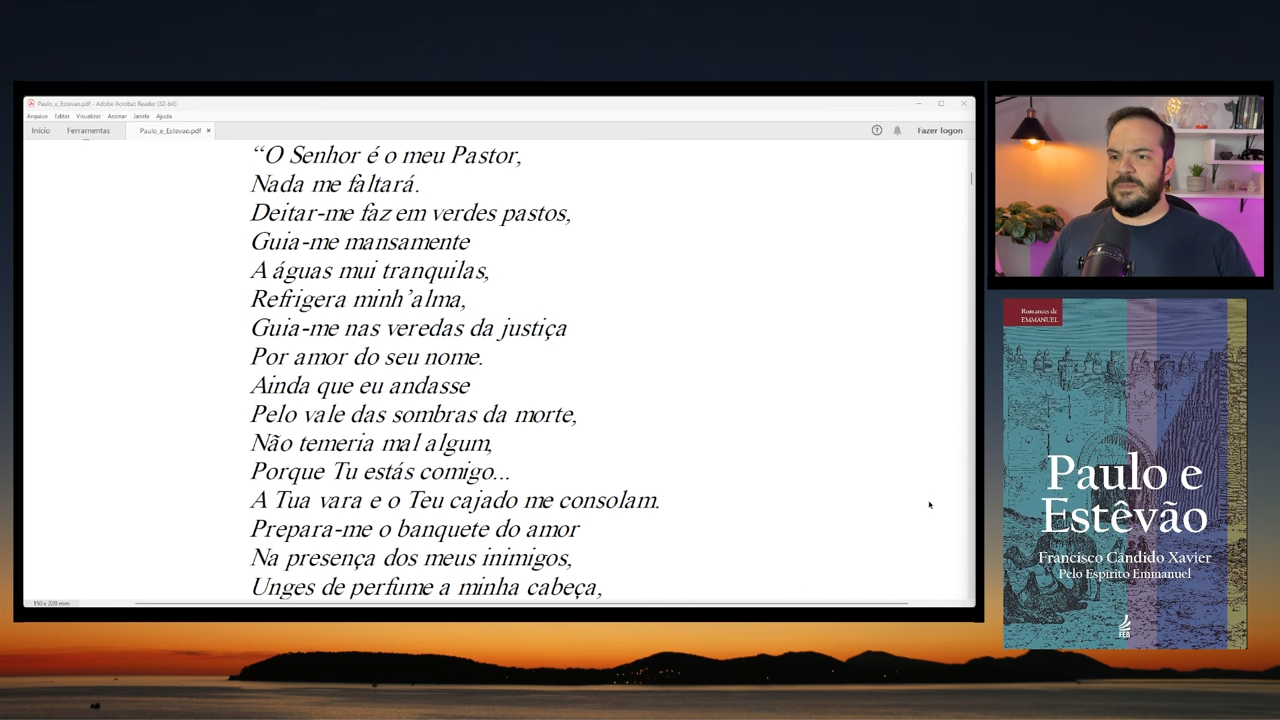 Paulo_e_Estevao.pdf - Adobe Acrobat Reader (32-bit)
Arquivo Editar Visualizar Assinar Janela Ajuda
Início Ferramentas Paulo_e_Estevao.pdf × Fazer logon
“O Senhor é o meu Pastor,
Nada me faltará.
Deitar-me faz em verdes pastos,
Guia-me mansamente
A águas mui tranquilas,
Refrigera minh’alma,
Guia-me nas veredas da justiça
Por amor do seu nome.
Ainda que eu andasse
Pelo vale das sombras da morte,
Não temeria mal algum,
Porque Tu estás comigo...
A Tua vara e o Teu cajado me consolam.
Prepara-me o banquete do amor
Na presença dos meus inimigos,
Unges de perfume a minha cabeça,
150 x 220 mm
Romances de
EMMANUEL
Paulo e
Estêvão
Francisco Cândido Xavier
Pelo Espírito Emmanuel
FEB